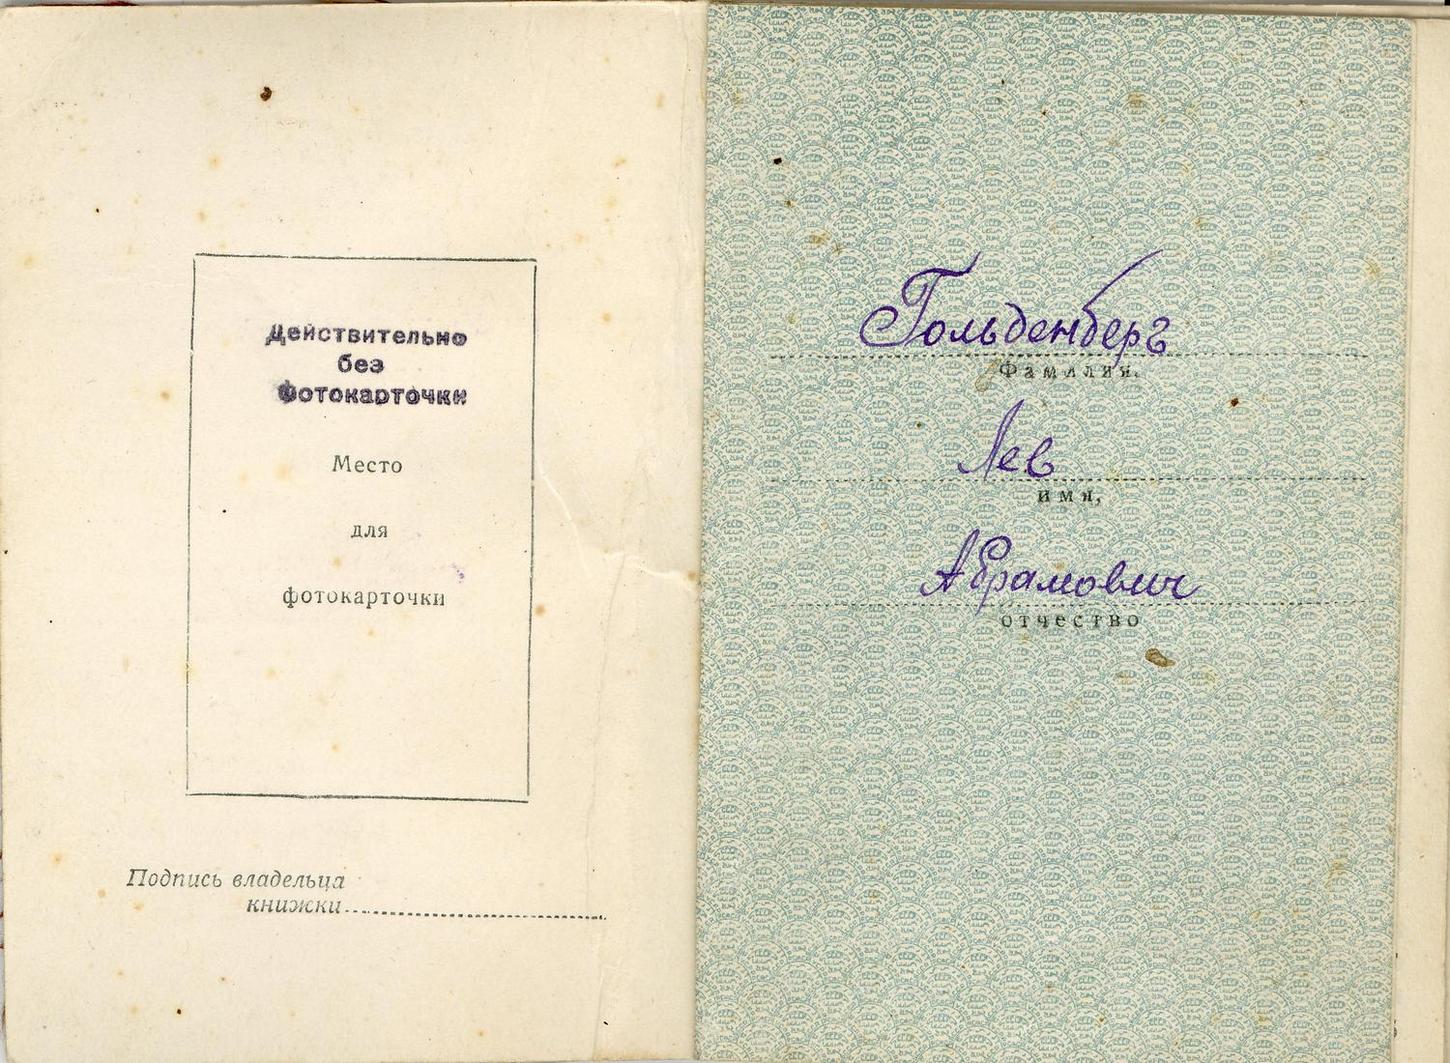 Действительно
без
Фотокарточки
Место
для
фотокарточки
Подпись владельца
книжки
Гольденберг
Фамилия,
Лев
имя,
Абрамович
отчество